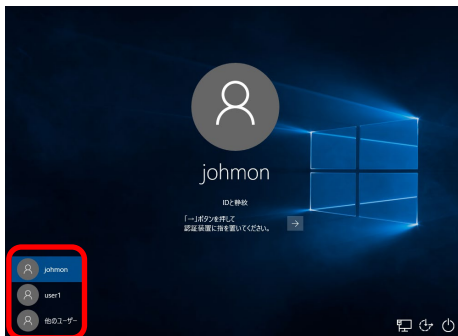 johmon
IDと静紋
「→」ボタンを押して
認証装置に指を置いてください。
johmon
user1
他のユーザー